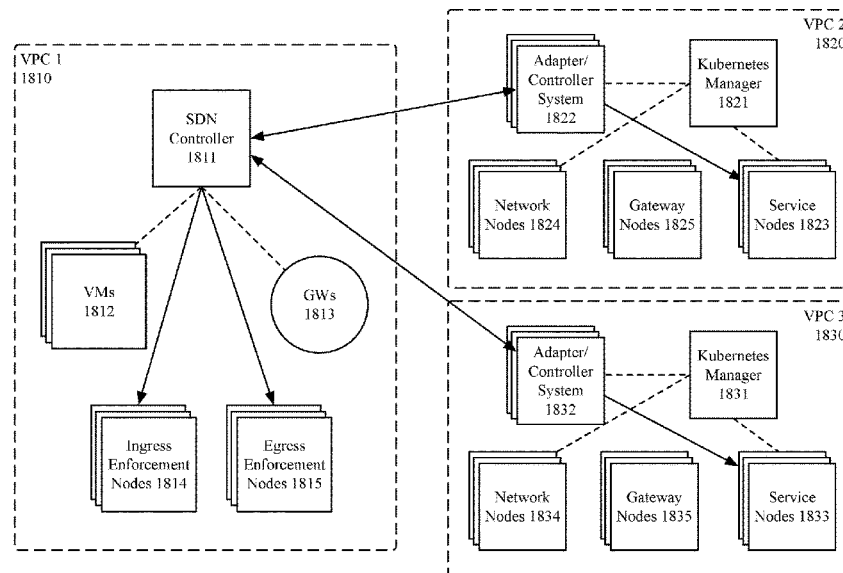 VPC 1
1810
SDN
Controller
1811
VMs
1812
GWs
1813
Ingress
Enforcement
Nodes 1814
Egress
Enforcement
Nodes 1815
VPC 2
1820
Adapter/
Controller
System
1822
Kubernetes
Manager
1821
Network
Nodes 1824
Gateway
Nodes 1825
Service
Nodes 1823
VPC 3
1830
Adapter/
Controller
System
1832
Kubernetes
Manager
1831
Network
Nodes 1834
Gateway
Nodes 1835
Service
Nodes 1833